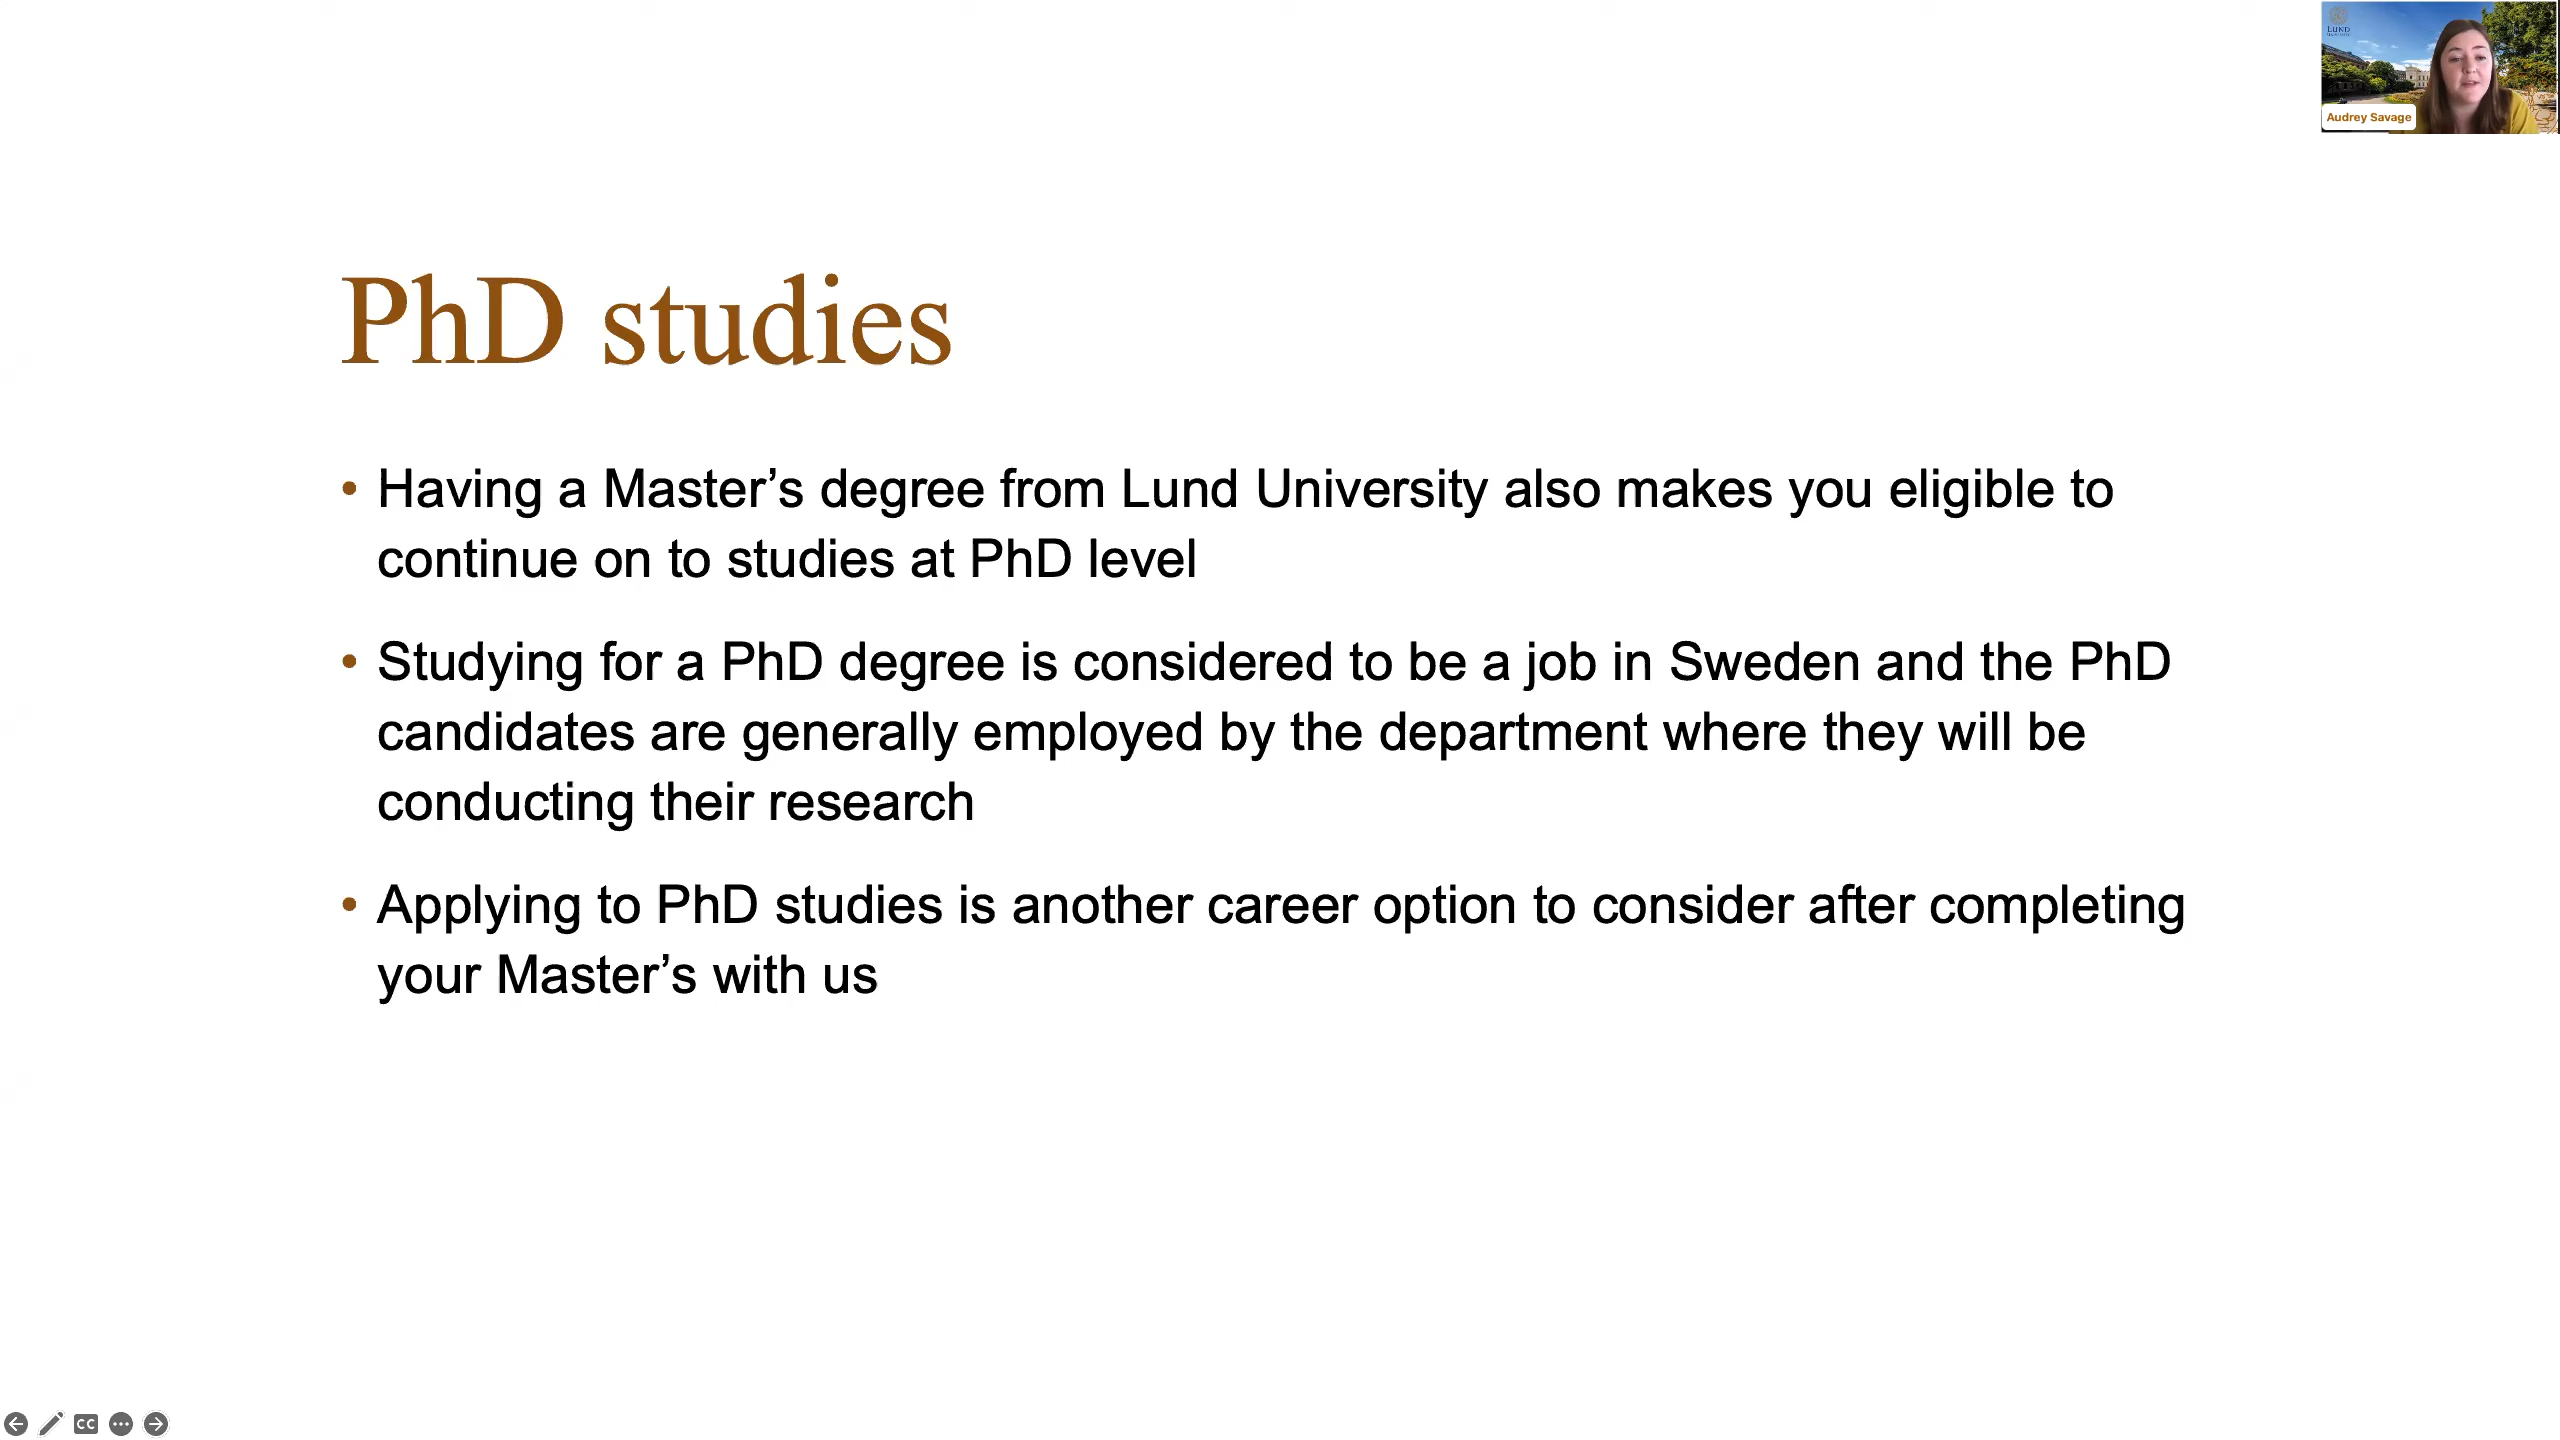 LUND
UNIVERSITY
Audrey Savage
PhD studies
• Having a Master’s degree from Lund University also makes you eligible to
continue on to studies at PhD level
• Studying for a PhD degree is considered to be a job in Sweden and the PhD
candidates are generally employed by the department where they will be
conducting their research
• Applying to PhD studies is another career option to consider after completing
your Master’s with us
CC